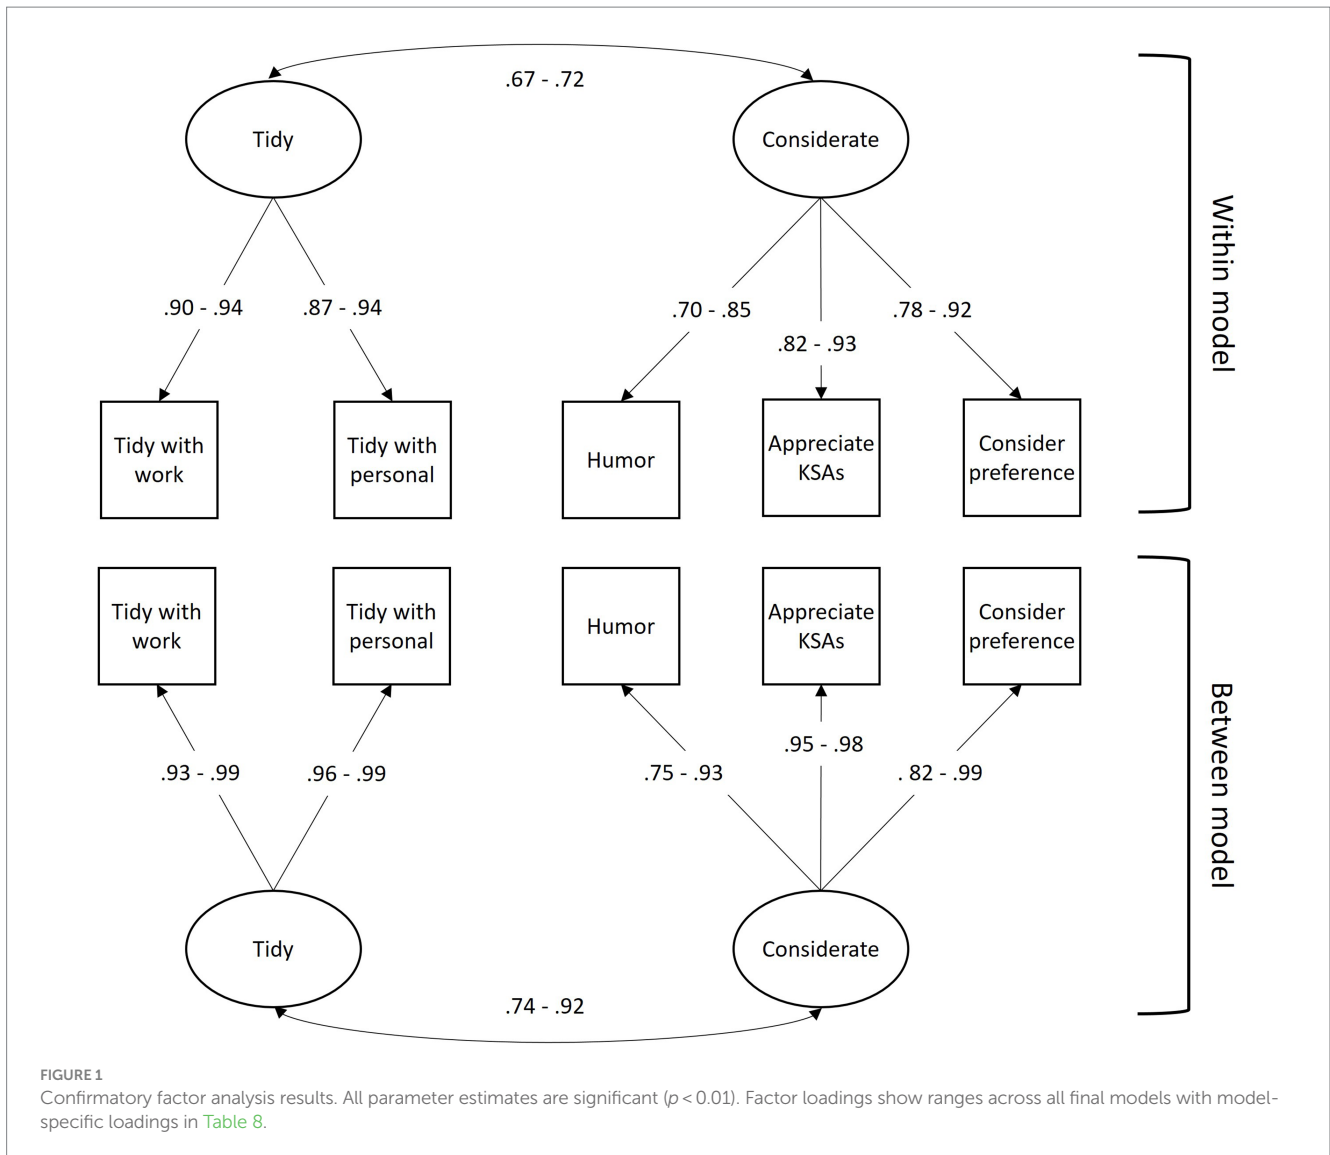 .67 - .72
Tidy
Considerate
.90 - .94
.87 - .94
.70 - .85
.82 - .93
.78 - .92
Tidy with
work
Tidy with
personal
Humor
Appreciate
KSAs
Consider
preference
Within model
Tidy with
work
Tidy with
personal
Humor
Appreciate
KSAs
Consider
preference
.93 - .99
.96 - .99
.75 - .93
.95 - .98
. 82 - .99
Tidy
Considerate
.74 - .92
Between model
FIGURE 1
Confirmatory factor analysis results. All parameter estimates are significant (p < 0.01). Factor loadings show ranges across all final models with model-
specific loadings in Table 8.